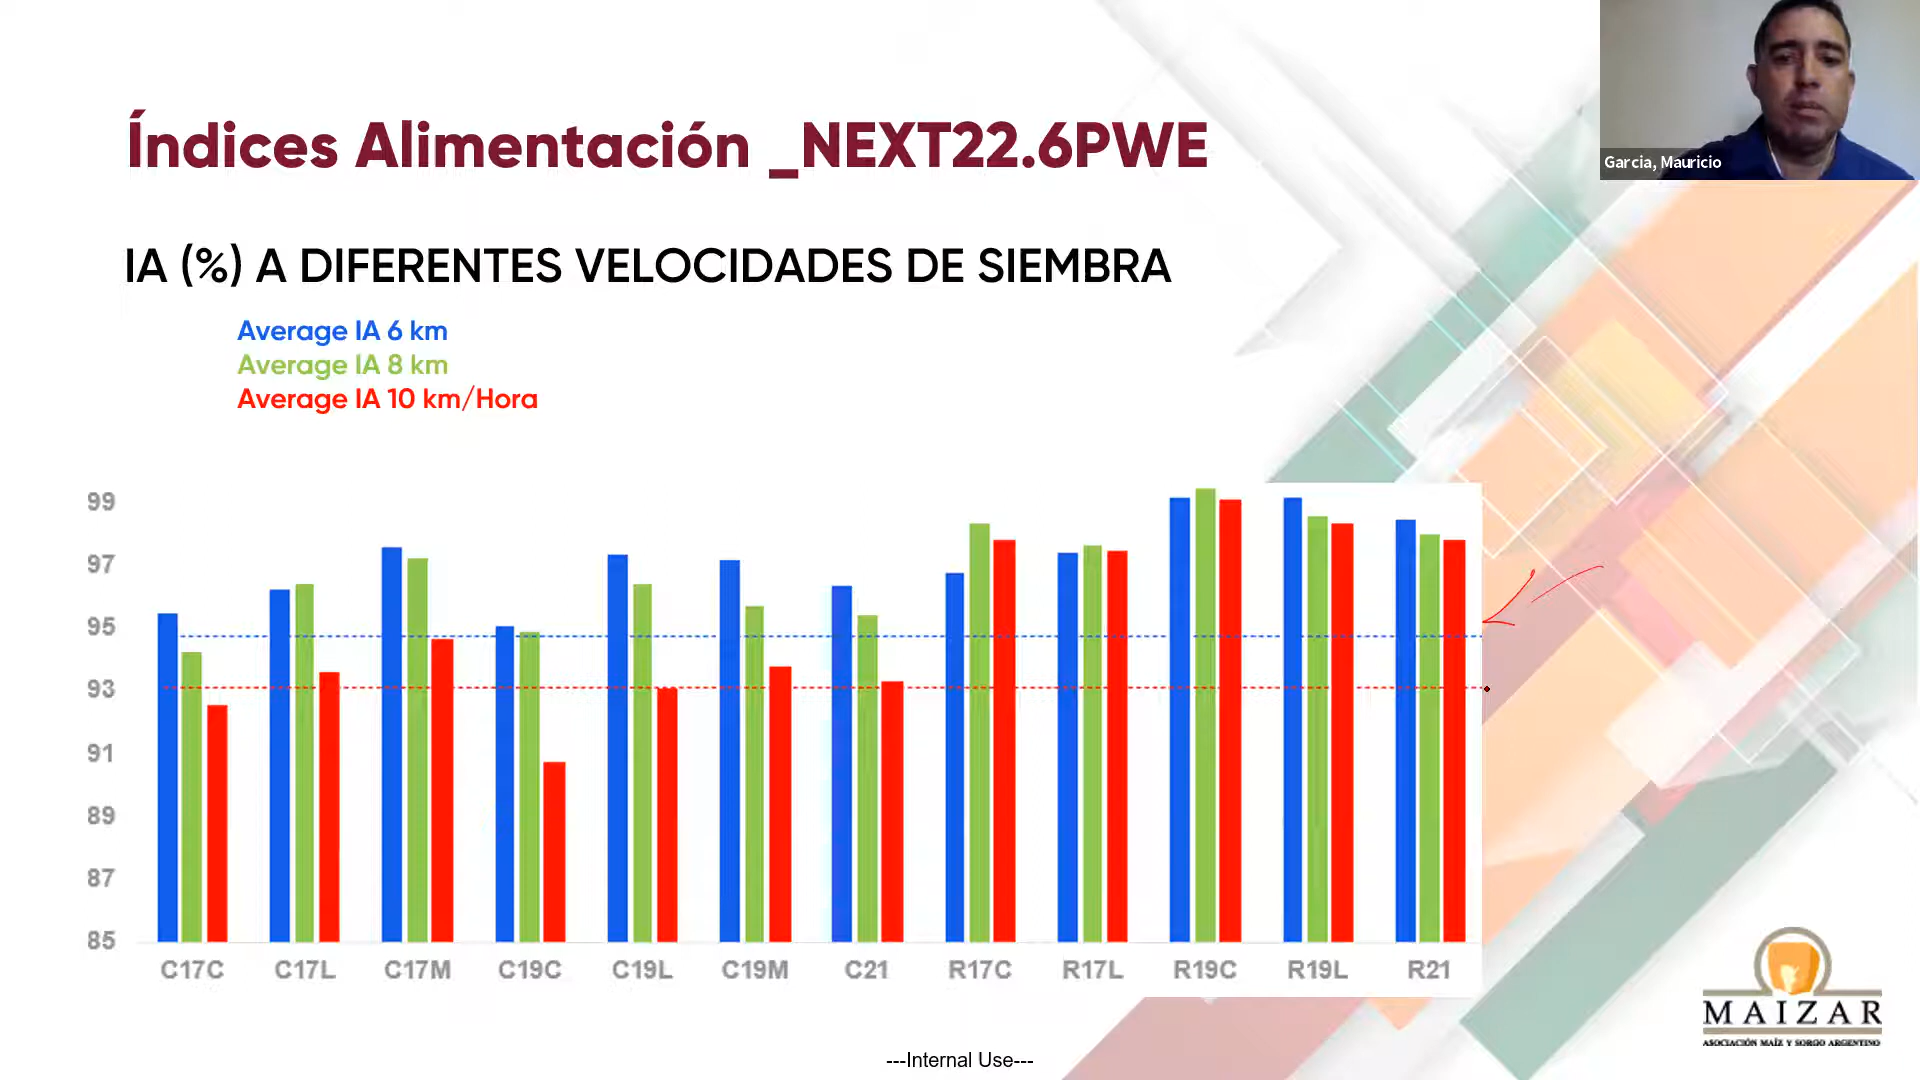 Garcia, Mauricio
Índices Alimentación _NEXT22.6PWE
IA (%) A DIFERENTES VELOCIDADES DE SIEMBRA
Average IA 6 km
Average IA 8 km
Average IA 10 km/Hora
99
97
95
93
91
89
87
85
C17C C17L C17M C19C C19L C19M C21 R17C R17L R19C R19L R21
MAIZAR
ASOCIACIÓN MAÍZ Y SORGO ARGENTINO
---Internal Use---